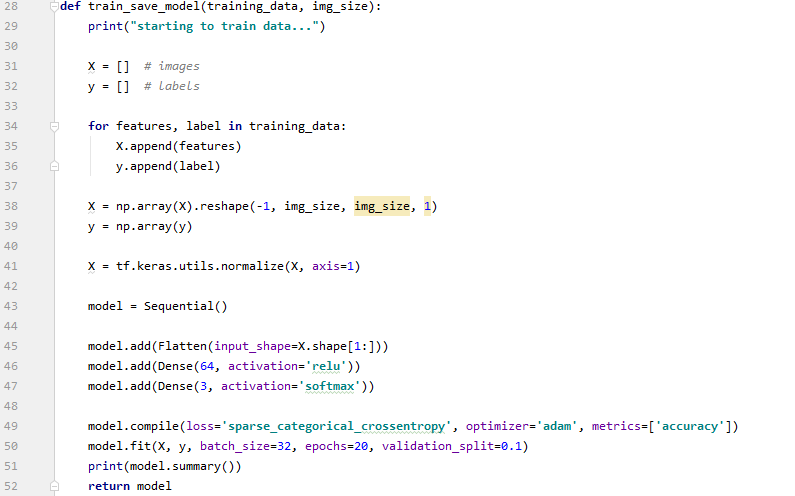 28 def train_save_model(training_data, img_size):
29     print("starting to train data...")
30
31     X = []  # images
32     y = []  # labels
33
34     for features, label in training_data:
35         X.append(features)
36         y.append(label)
37
38     X = np.array(X).reshape(-1, img_size, img_size, 1)
39     y = np.array(y)
40
41     X = tf.keras.utils.normalize(X, axis=1)
42
43     model = Sequential()
44
45     model.add(Flatten(input_shape=X.shape[1:]))
46     model.add(Dense(64, activation='relu'))
47     model.add(Dense(3, activation='softmax'))
48
49     model.compile(loss='sparse_categorical_crossentropy', optimizer='adam', metrics=['accuracy'])
50     model.fit(X, y, batch_size=32, epochs=20, validation_split=0.1)
51     print(model.summary())
52     return model